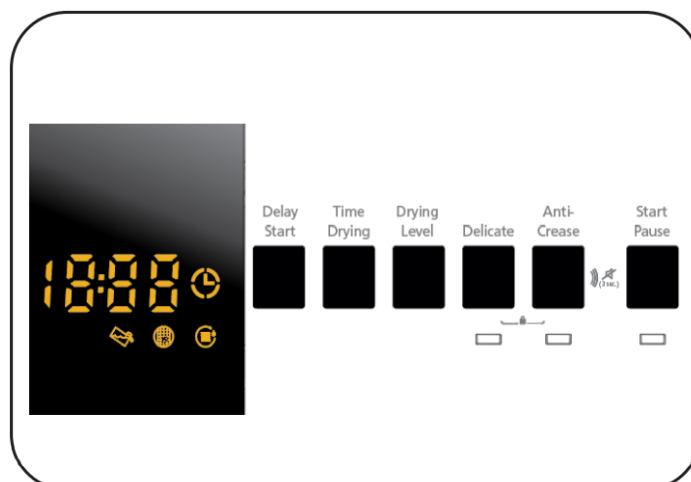 18:88
Delay
Start
Time
Drying
Drying
Level
Delicate
Anti-
Crease
(3 sec.)
Start
Pause